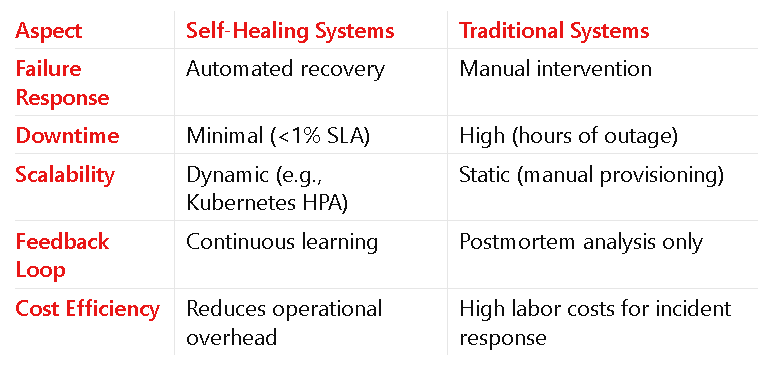 Aspect Self-Healing Systems Traditional Systems
Failure Response Automated recovery Manual intervention
Downtime Minimal (<1% SLA) High (hours of outage)
Scalability Dynamic (e.g., Kubernetes HPA) Static (manual provisioning)
Feedback Loop Continuous learning Postmortem analysis only
Cost Efficiency Reduces operational overhead High labor costs for incident response